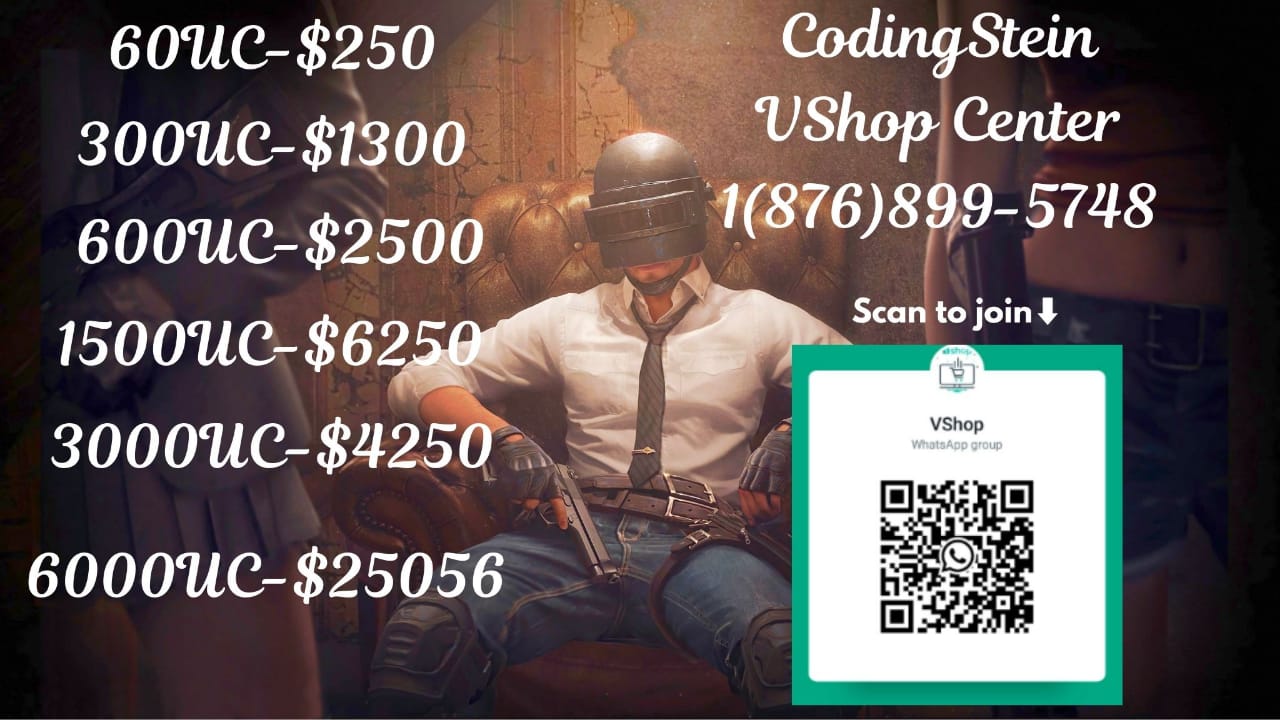 60UC-$250
300UC-$1300
600UC-$2500
1500UC-$6250
3000UC-$4250
6000UC-$25056
CodingStein
VShop Center
1(876)899-5748
Scan to join⬇
vshop
VShop
WhatsApp group